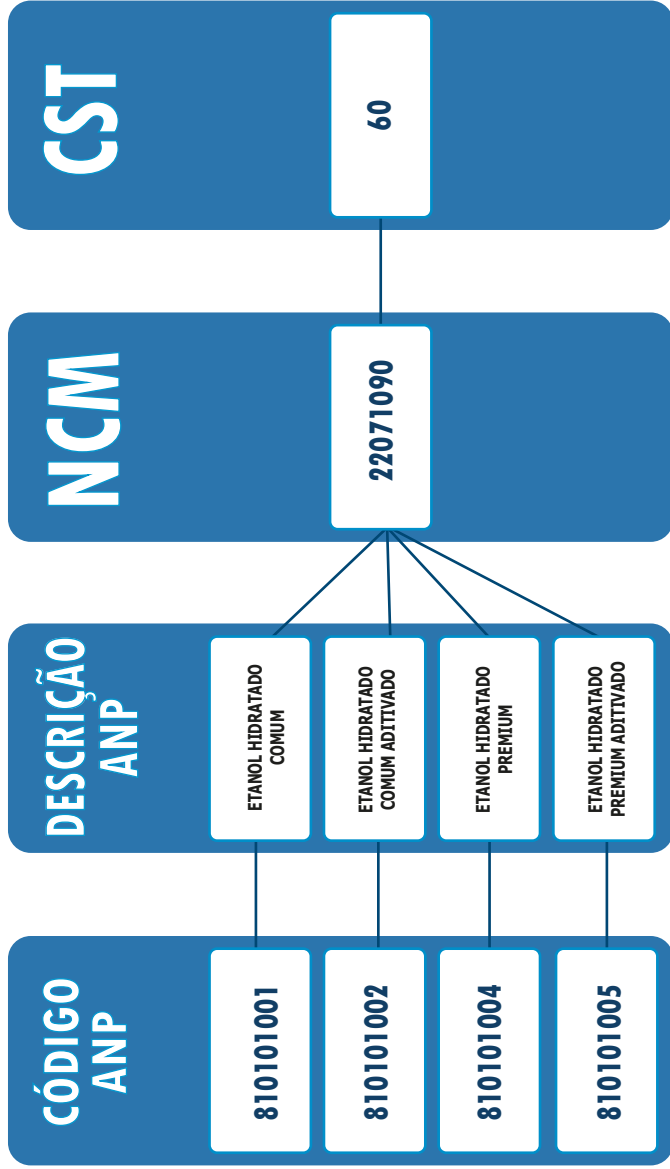 CÓDIGO
ANP
810101001
810101002
810101004
810101005
DESCRIÇÃO
ANP
ETANOL HIDRATADO
COMUM
ETANOL HIDRATADO
COMUM ADITIVADO
ETANOL HIDRATADO
PREMIUM
ETANOL HIDRATADO
PREMIUM ADITIVADO
NCM
22071090
CST
60